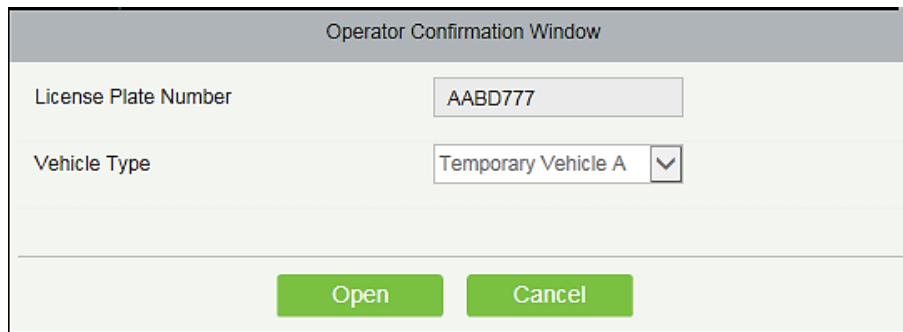 Operator Confirmation Window
License Plate Number AABD777
Vehicle Type Temporary Vehicle A
Open Cancel